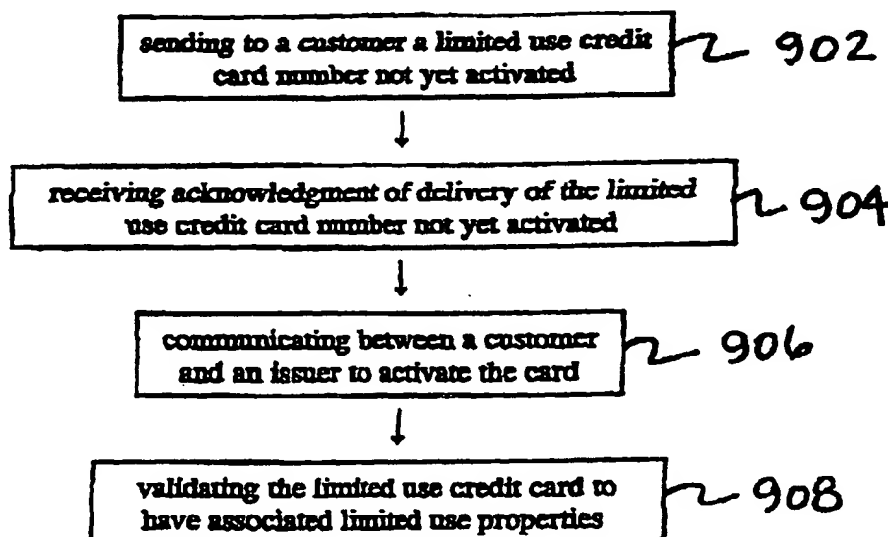 sending to a customer a limited use credit
card number not yet activated
902
receiving acknowledgment of delivery of the limited
use credit card number not yet activated
904
communicating between a customer
and an issuer to activate the card
906
validating the limited use credit card to
have associated limited use properties
908